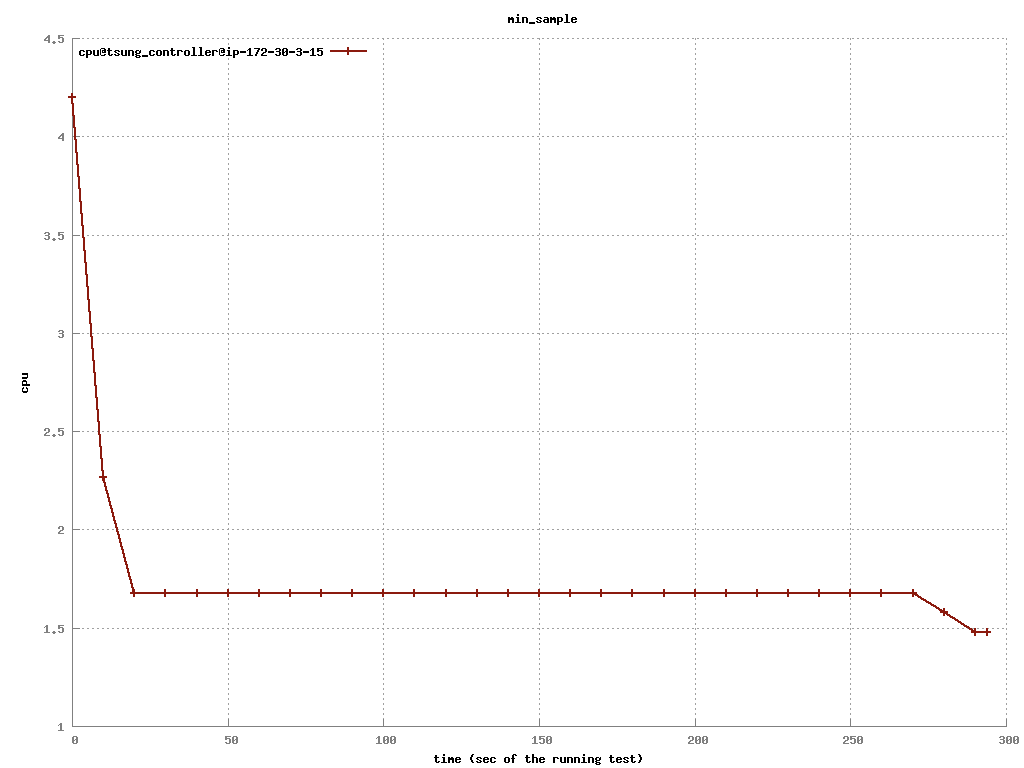 min_sample
4.5
cpu@tsung_controller@ip-172-30-3-15
4
3.5
3
cpu
2.5
2
1.5
1
0 50 100 150 200 250 300
time (sec of the running test)